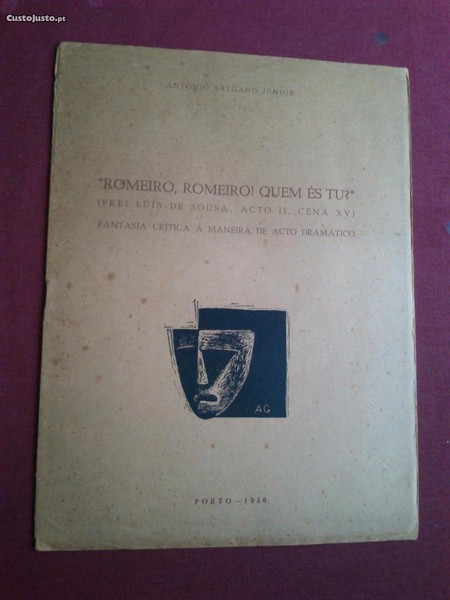 CustoJusto.pt
ANTÓNIO SALGADO JÚNIOR
"ROMEIRO, ROMEIRO! QUEM ÉS TU?"
(FREI LUÍS DE SOUSA, ACTO II, CENA XV)
FANTASIA CRÍTICA À MANEIRA DE ACTO DRAMÁTICO
AG
PORTO — 1956